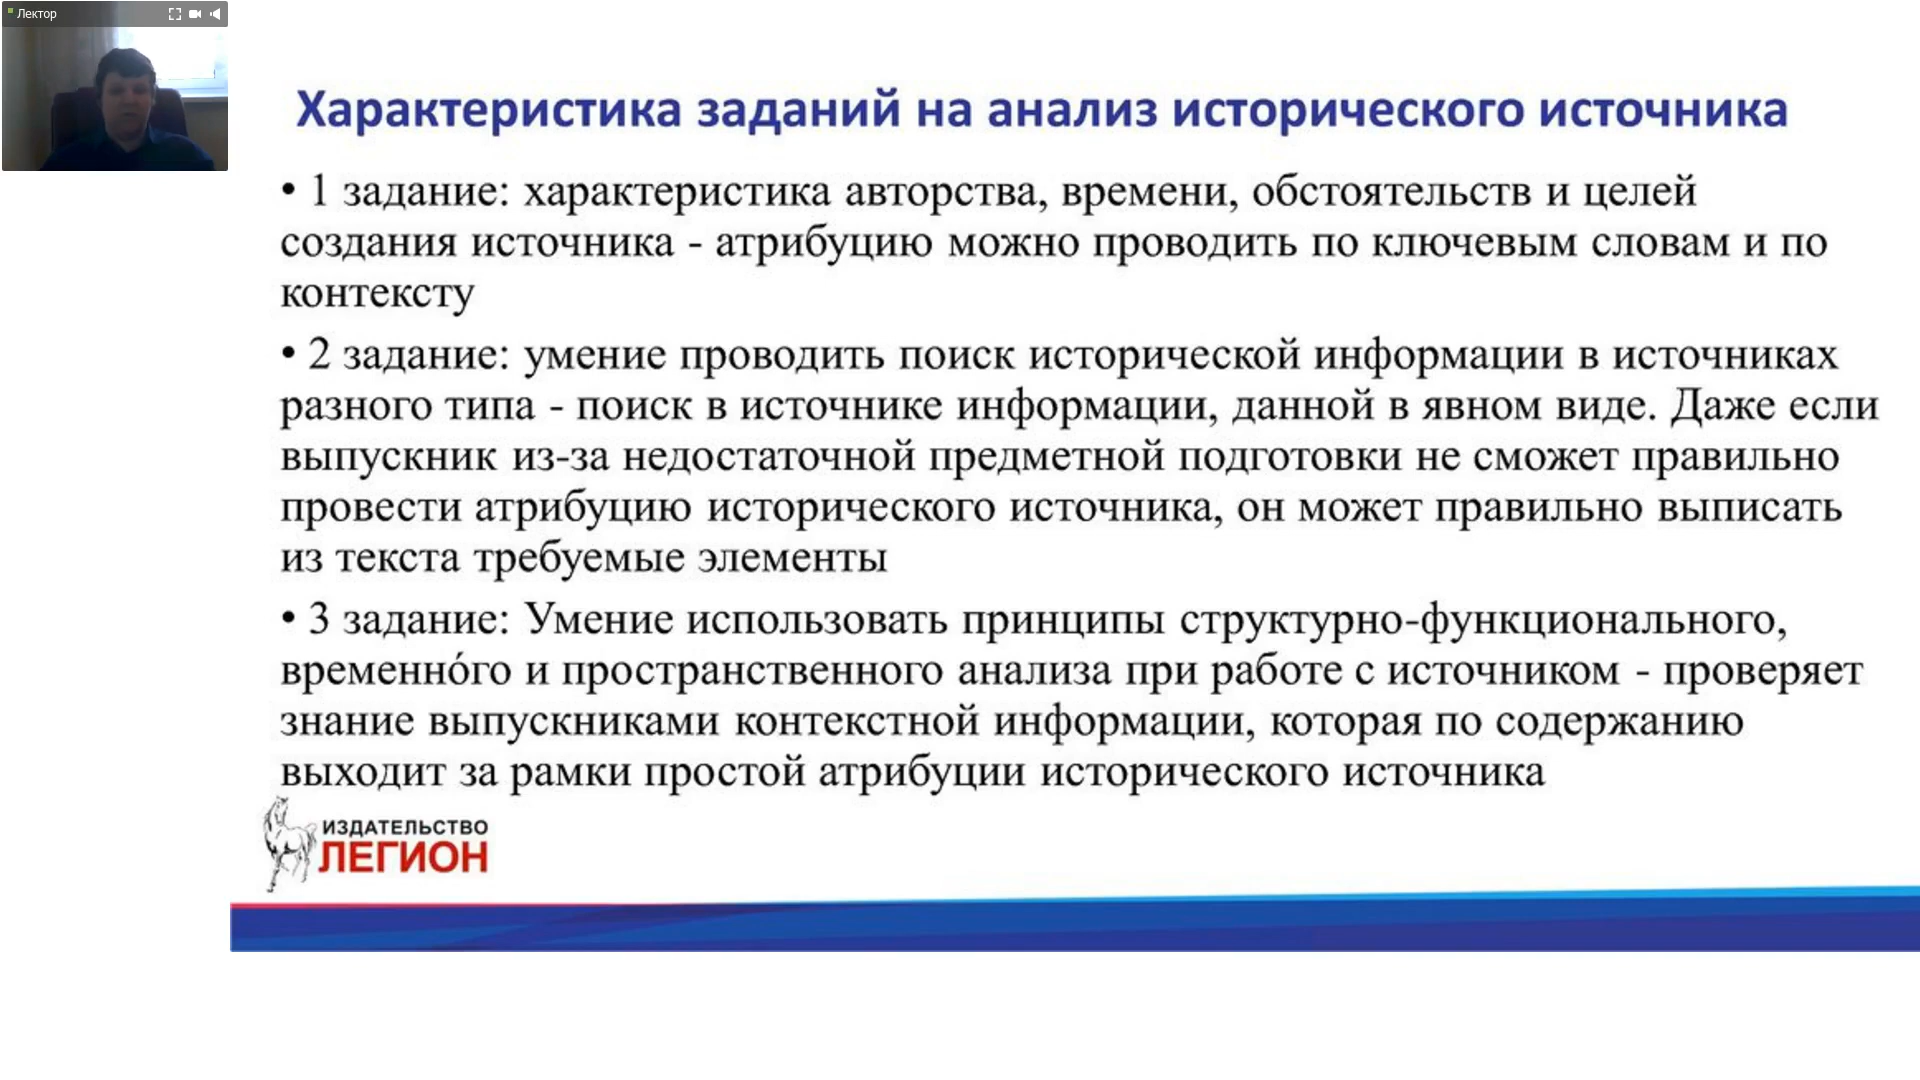 Лектор
Характеристика заданий на анализ исторического источника
• 1 задание: характеристика авторства, времени, обстоятельств и целей
создания источника - атрибуцию можно проводить по ключевым словам и по
контексту
• 2 задание: умение проводить поиск исторической информации в источниках
разного типа - поиск в источнике информации, данной в явном виде. Даже если
выпускник из-за недостаточной предметной подготовки не сможет правильно
провести атрибуцию исторического источника, он может правильно выписать
из текста требуемые элементы
• 3 задание: Умение использовать принципы структурно-функционального,
временнóго и пространственного анализа при работе с источником - проверяет
знание выпускниками контекстной информации, которая по содержанию
выходит за рамки простой атрибуции исторического источника
ИЗДАТЕЛЬСТВО
ЛЕГИОН